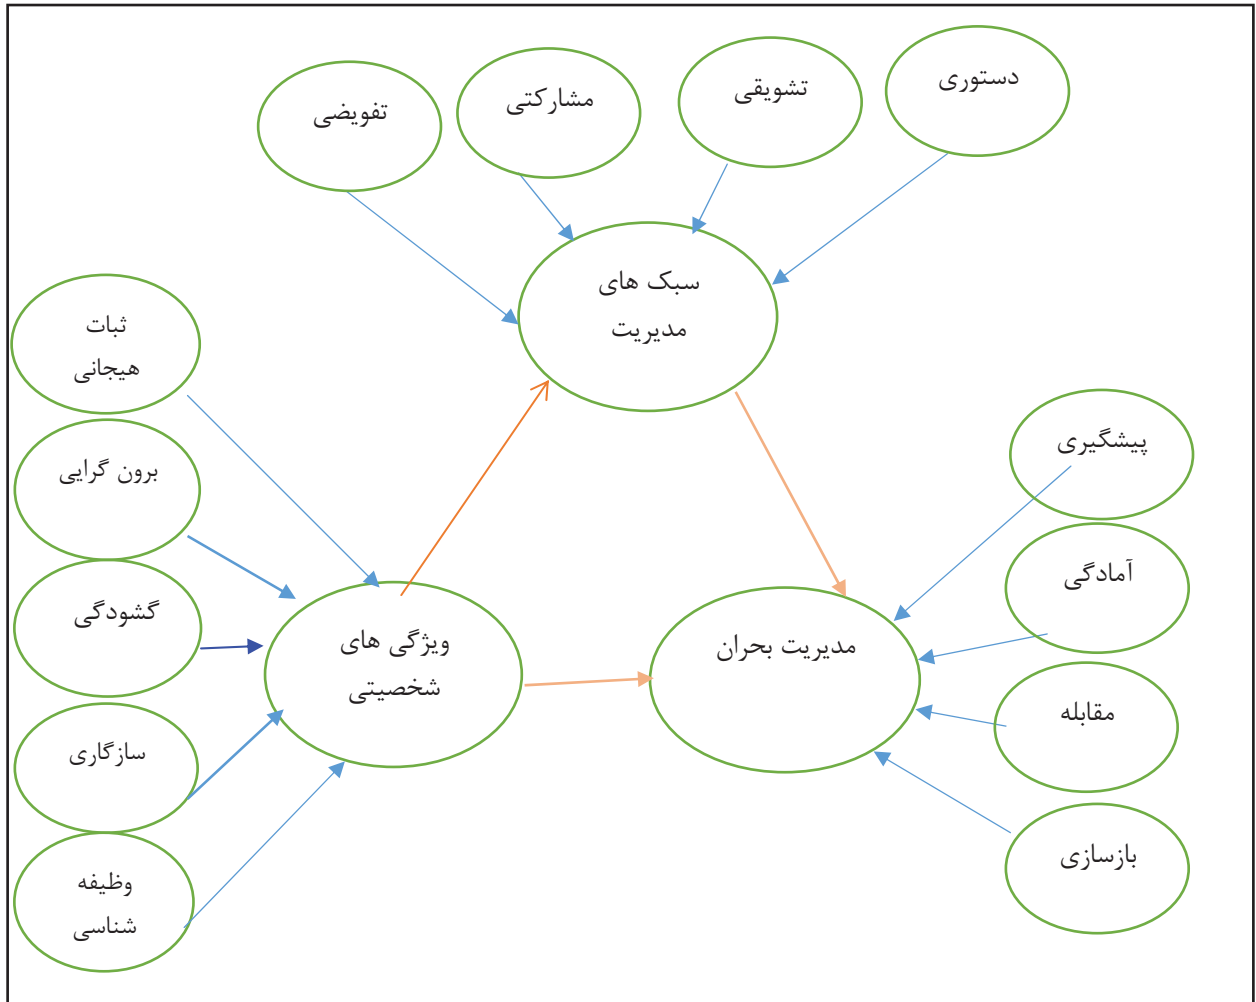 دستوری
تشویقی
مشارکتی
تفویضی
سبک های
مدیریت
ثبات
هیجانی
برون گرایی
گشودگی
سازگاری
وظیفه
شناسی
ویژگی های
شخصیتی
مدیریت بحران
پیشگیری
آمادگی
مقابله
بازسازی